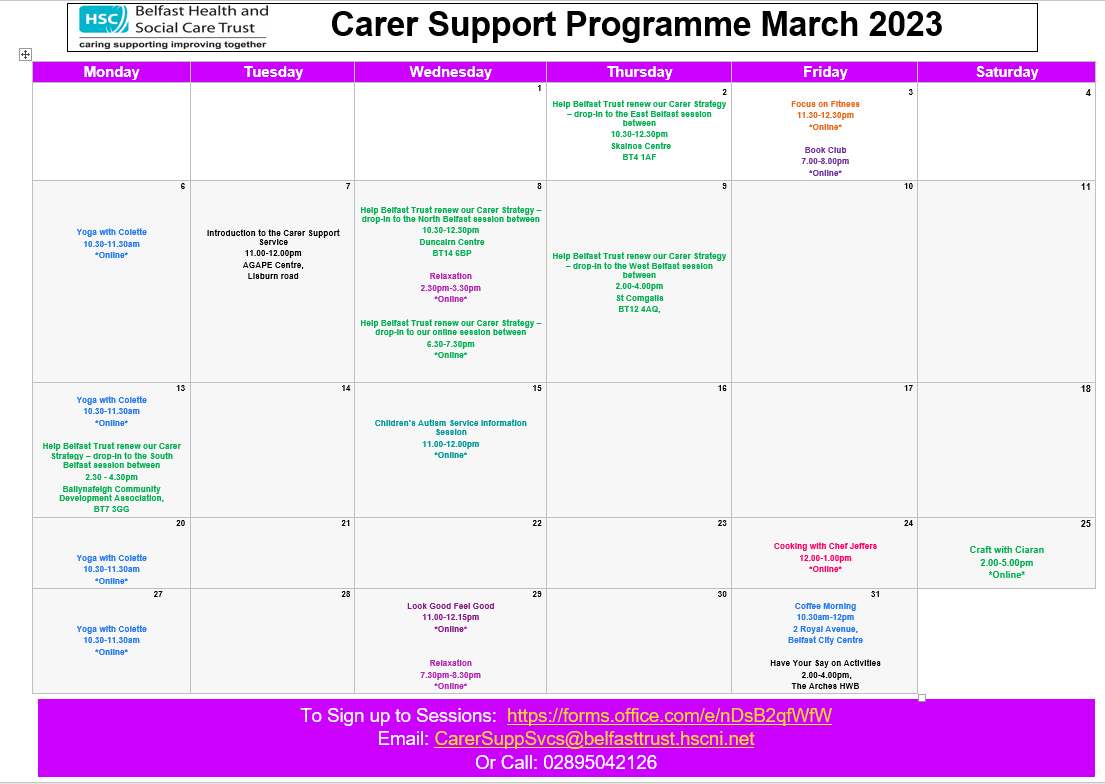 HSC
Belfast Health and
Social Care Trust
caring supporting improving together
Carer Support Programme March 2023
Monday
Tuesday
Wednesday
Thursday
Friday
Saturday
1
2
Help Belfast Trust renew our Carer Strategy
– drop-in to the East Belfast session
between
10.30-12.30pm
Skainos Centre
BT4 1AF
3
Focus on Fitness
11.30-12.30pm
*Online*
Book Club
7.00-8.00pm
*Online*
4
6
Yoga with Colette
10.30-11.30am
*Online*
7
Introduction to the Carer Support
Service
11.00-12.00pm
AGAPE Centre,
Lisburn road
8
Help Belfast Trust renew our Carer Strategy –
drop-in to the North Belfast session between
10.30-12.30pm
Duncairn Centre
BT14 6BP
Relaxation
2.30pm-3.30pm
*Online*
Help Belfast Trust renew our Carer Strategy –
drop-in to our online session between
6.30-7.30pm
*Online*
9
Help Belfast Trust renew our Carer Strategy
– drop-in to the West Belfast session
between
2.00-4.00pm
St Comgalls
BT12 4AQ,
10
11
13
Yoga with Colette
10.30-11.30am
*Online*
Help Belfast Trust renew our Carer
Strategy – drop-in to the South
Belfast session between
2.30 - 4.30pm
Ballynafeigh Community
Development Association,
BT7 3GG
14
15
Children's Autism Service Information
Session
11.00-12.00pm
*Online*
16
17
18
20
Yoga with Colette
10.30-11.30am
*Online*
21
22
23
24
Cooking with Chef Jeffers
12.00-1.00pm
*Online*
25
Craft with Ciaran
2.00-5.00pm
*Online*
27
Yoga with Colette
10.30-11.30am
*Online*
28
29
Look Good Feel Good
11.00-12.15pm
*Online*
Relaxation
7.30pm-8.30pm
*Online*
30
31
Coffee Morning
10.30am-12pm
2 Royal Avenue,
Belfast City Centre
Have Your Say on Activities
2.00-4.00pm,
The Arches HWB
To Sign up to Sessions: https://forms.office.com/e/nDsB2qfWfW
Email: CarerSuppSvcs@belfasttrust.hscni.net
Or Call: 02895042126